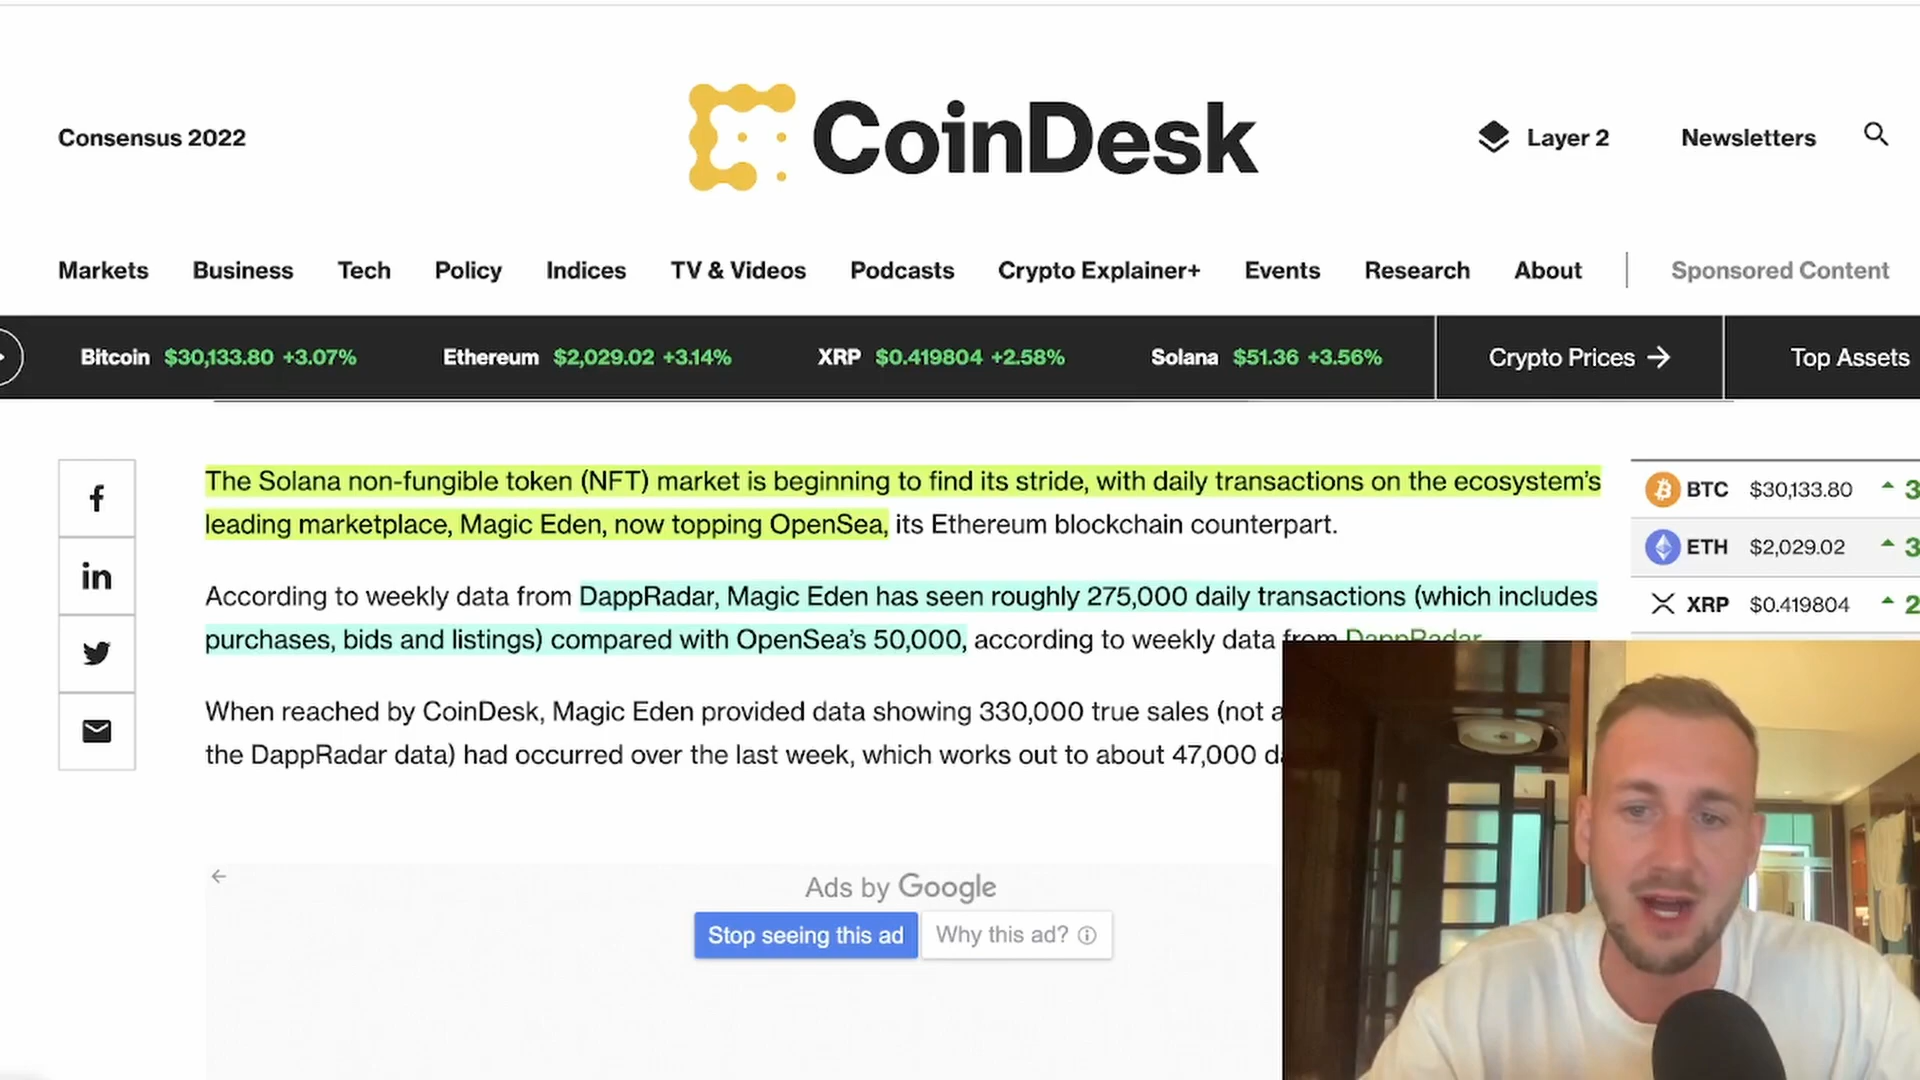 Consensus 2022
CoinDesk
Layer 2
Newsletters
Markets Business Tech Policy Indices TV & Videos Podcasts Crypto Explainer+ Events Research About Sponsored Content
Bitcoin $30,133.80 +3.07% Ethereum $2,029.02 +3.14% XRP $0.419804 +2.58% Solana $51.36 +3.56% Crypto Prices → Top Assets
The Solana non-fungible token (NFT) market is beginning to find its stride, with daily transactions on the ecosystem's
leading marketplace, Magic Eden, now topping OpenSea, its Ethereum blockchain counterpart.
According to weekly data from DappRadar, Magic Eden has seen roughly 275,000 daily transactions (which includes
purchases, bids and listings) compared with OpenSea's 50,000, according to weekly data from DappRadar.
When reached by CoinDesk, Magic Eden provided data showing 330,000 true sales (not
the DappRadar data) had occurred over the last week, which works out to about 47,000
BTC $30,133.80 3
ETH $2,029.02 3
XRP $0.419804 2
Ads by Google
Stop seeing this ad
Why this ad?